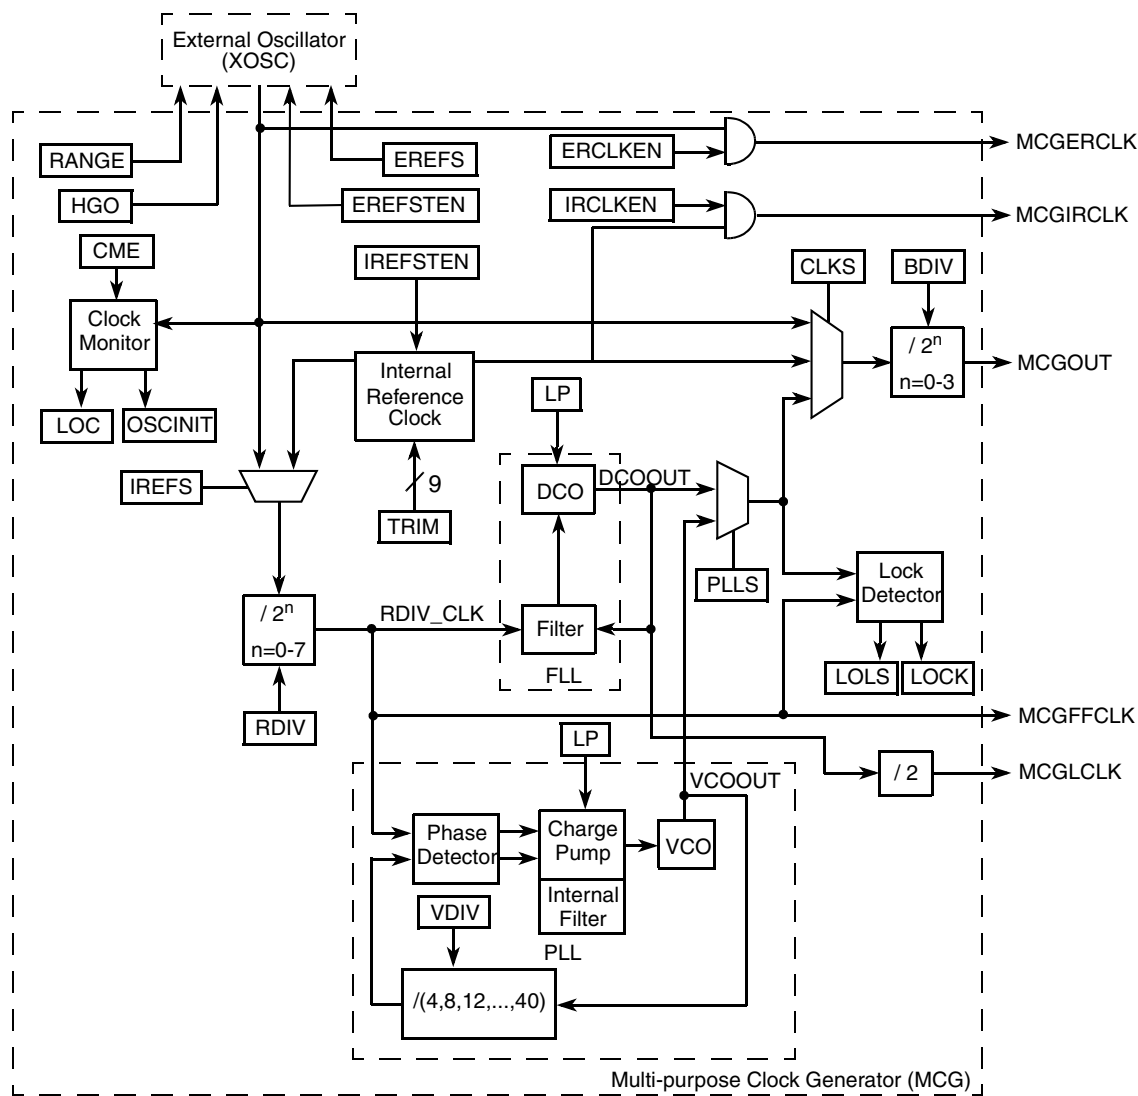 External Oscillator
(XOSC)
RANGE
HGO
EREFS
EREFSTEN
ERCLKEN
MCGERCLK
IRCLKEN
MCGIRCLK
CME
IREFSTEN
CLKS
BDIV
Clock
Monitor
/ 2n
n=0-3
MCGOUT
Internal
Reference
Clock
LP
LOC
OSCINIT
IREFS
9
TRIM
DCO
DCOOUT
PLLS
Lock
Detector
/ 2n
n=0-7
RDIV_CLK
Filter
FLL
LOLS
LOCK
RDIV
MCGFFCLK
LP
/ 2
MCGLCLK
VCOOUT
Phase
Detector
Charge
Pump
VCO
Internal
Filter
VDIV
PLL
/(4,8,12,...,40)
Multi-purpose Clock Generator (MCG)